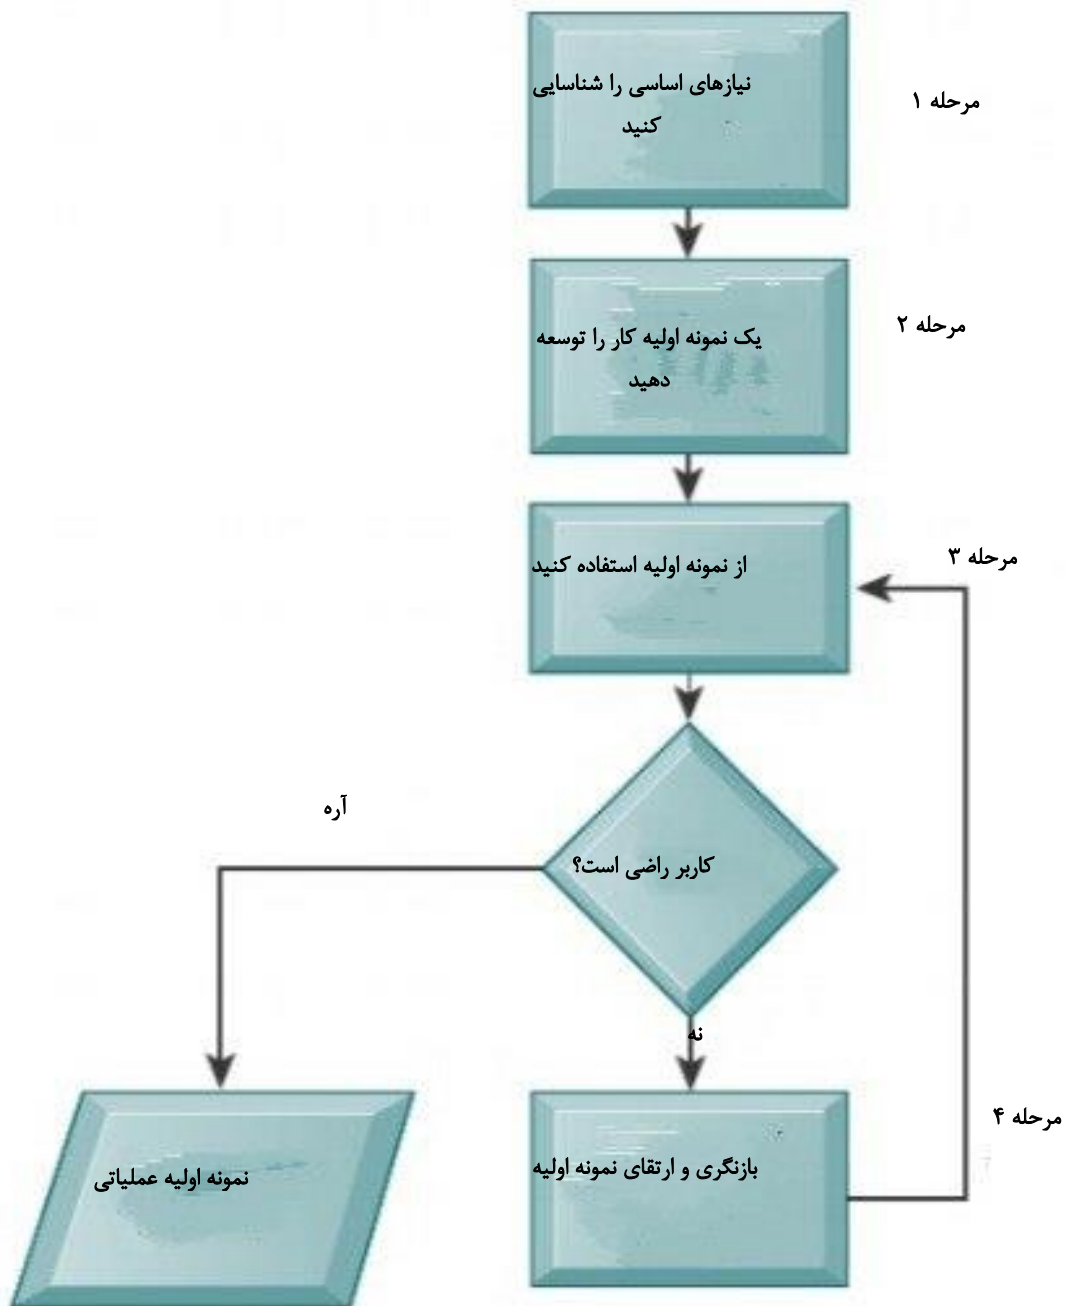 نیازهای اساسی را شناسایی
کنید
مرحله ۱
یک نمونه اولیه کار را توسعه
دهید
مرحله ۲
از نمونه اولیه استفاده کنید
مرحله ۳
آره
کاربر راضی است؟
نه
مرحله ۴
بازنگری و ارتقای نمونه اولیه
نمونه اولیه عملیاتی